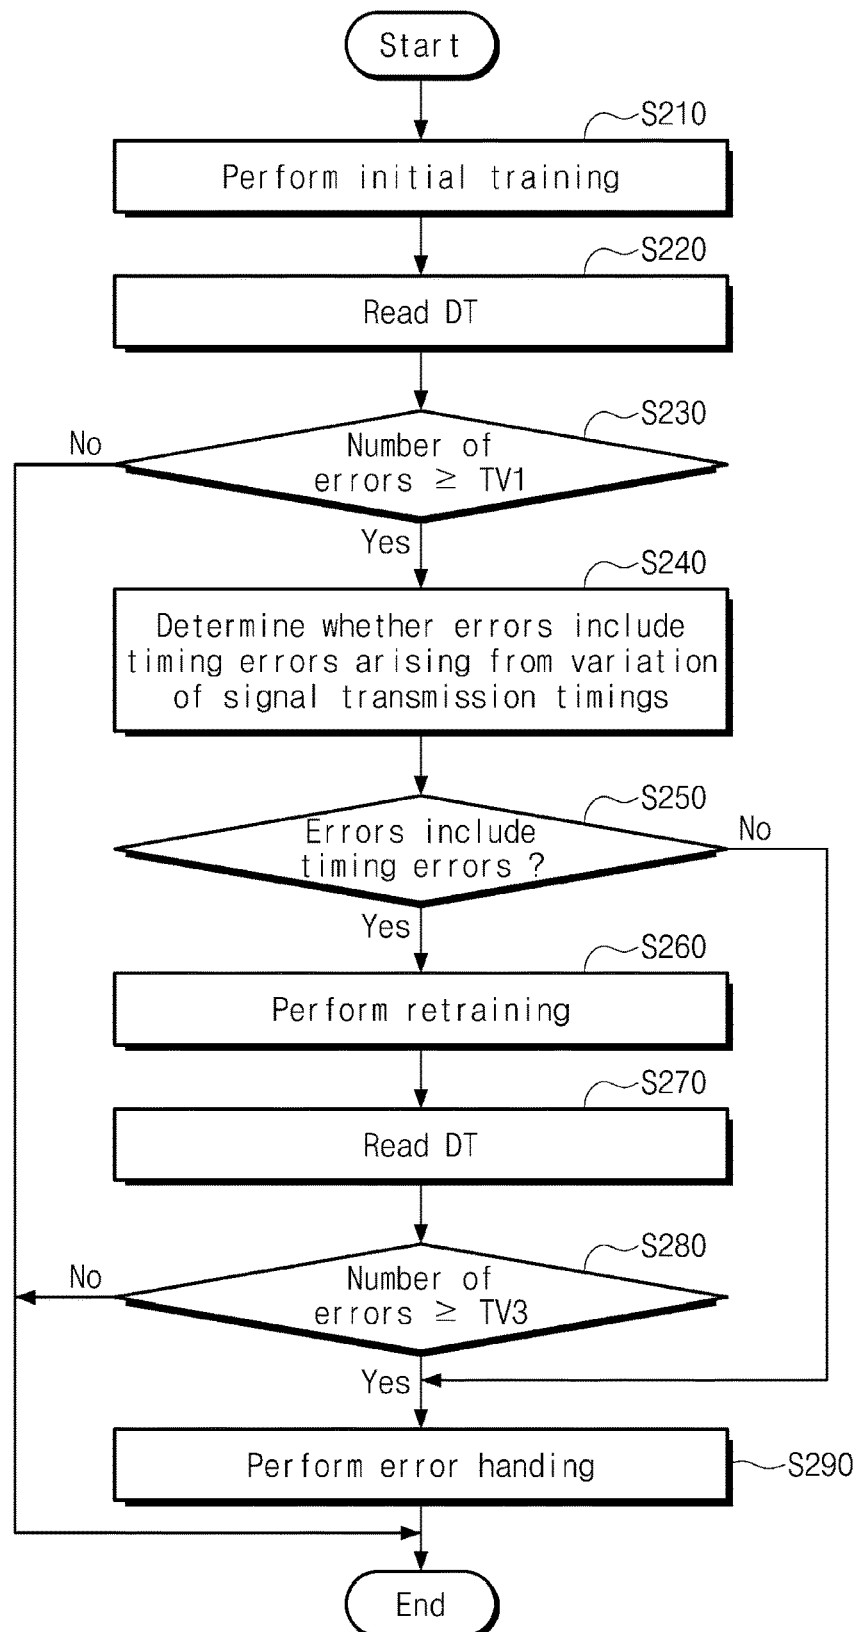 Start
S210
Perform initial training
S220
Read DT
S230
No
Number of
errors ≥ TV1
Yes
S240
Determine whether errors include
timing errors arising from variation
of signal transmission timings
S250
Errors include
timing errors ?
No
Yes
S260
Perform retraining
S270
Read DT
S280
No
Number of
errors ≥ TV3
Yes
Perform error handing
S290
End